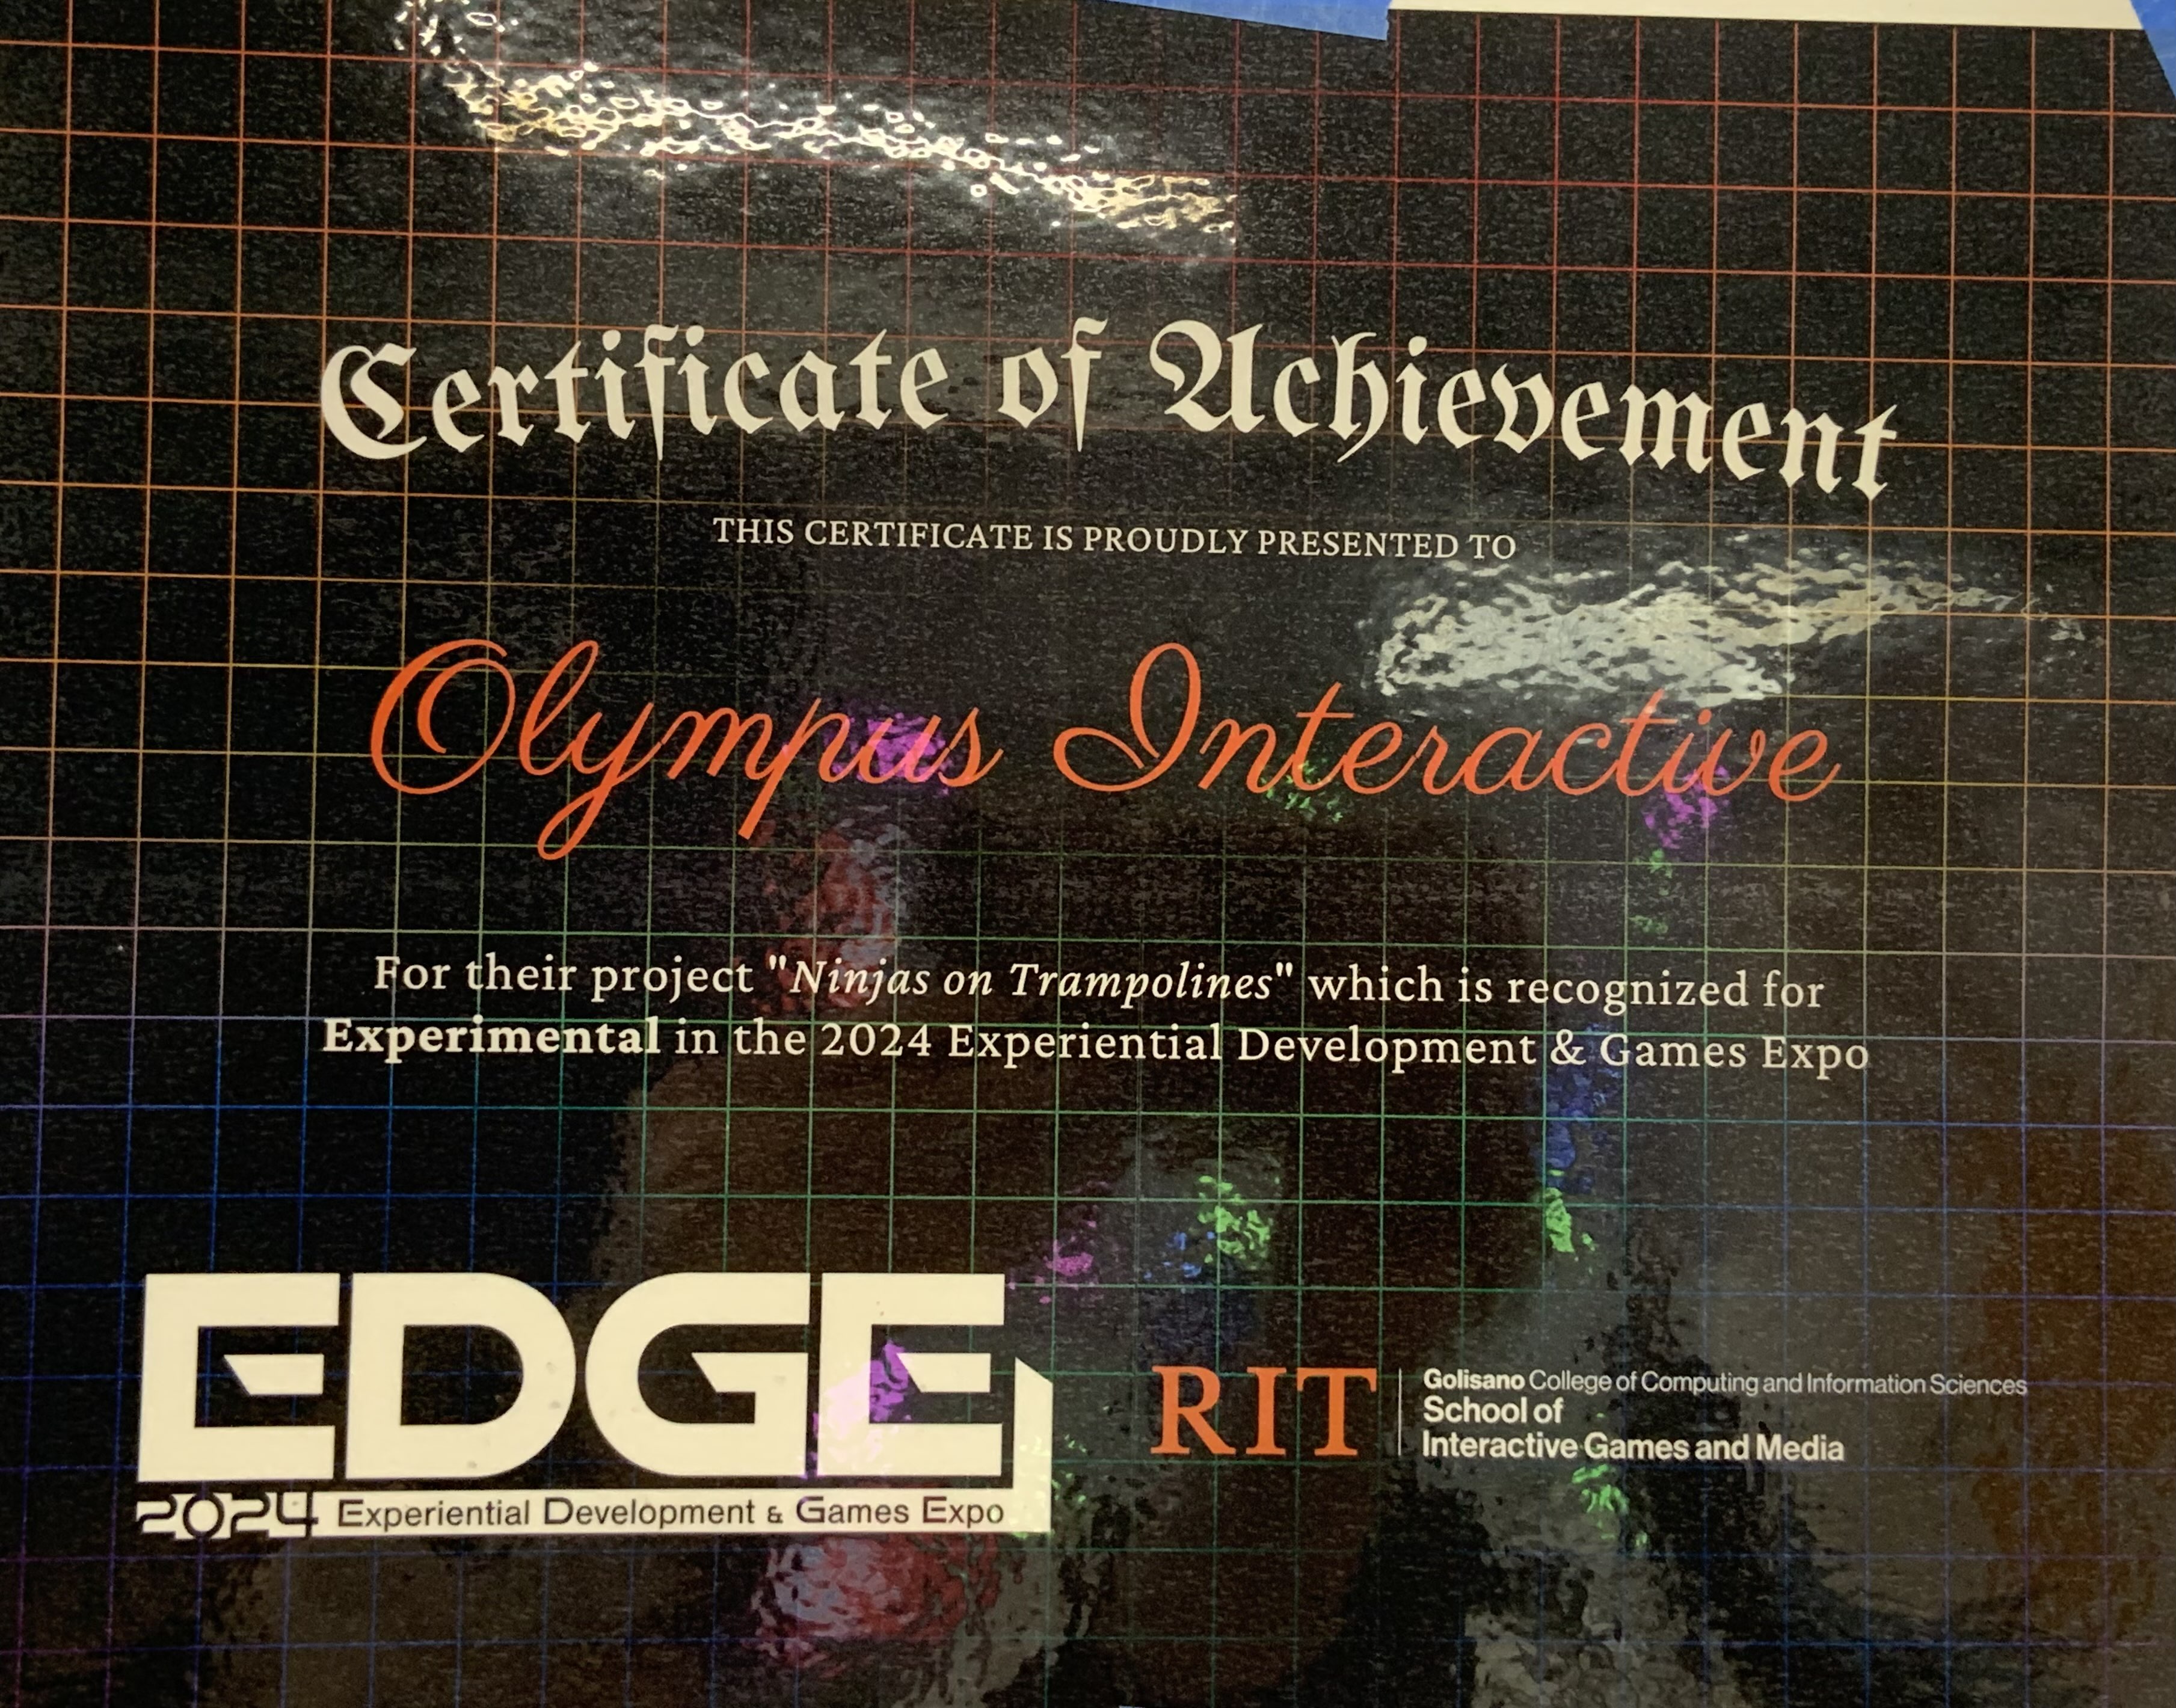 Certificate of Achievement
THIS CERTIFICATE IS PROUDLY PRESENTED TO
Olympus Interactive
For their project "Ninjas on Trampolines" which is recognized for
Experimental in the 2024 Experiential Development & Games Expo
EDGE
2024 Experiential Development & Games Expo
RIT
Golisano College of Computing and Information Sciences
School of
Interactive Games and Media